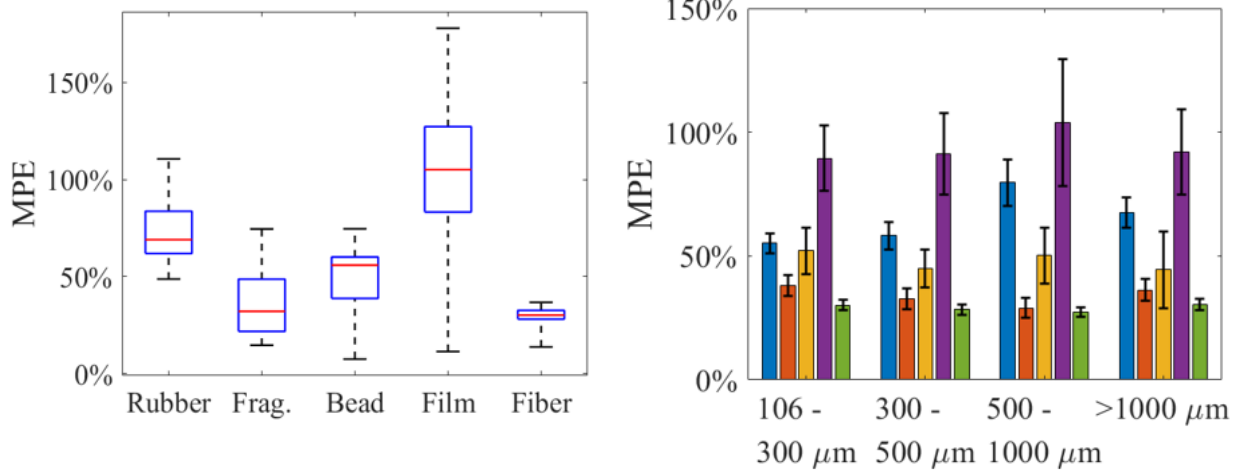 MPE
150%
100%
50%
0%
Rubber Frag. Bead Film Fiber
MPE
150%
100%
50%
0%
106 - 300 - 500 - >1000 μm
300 μm 500 μm 1000 μm